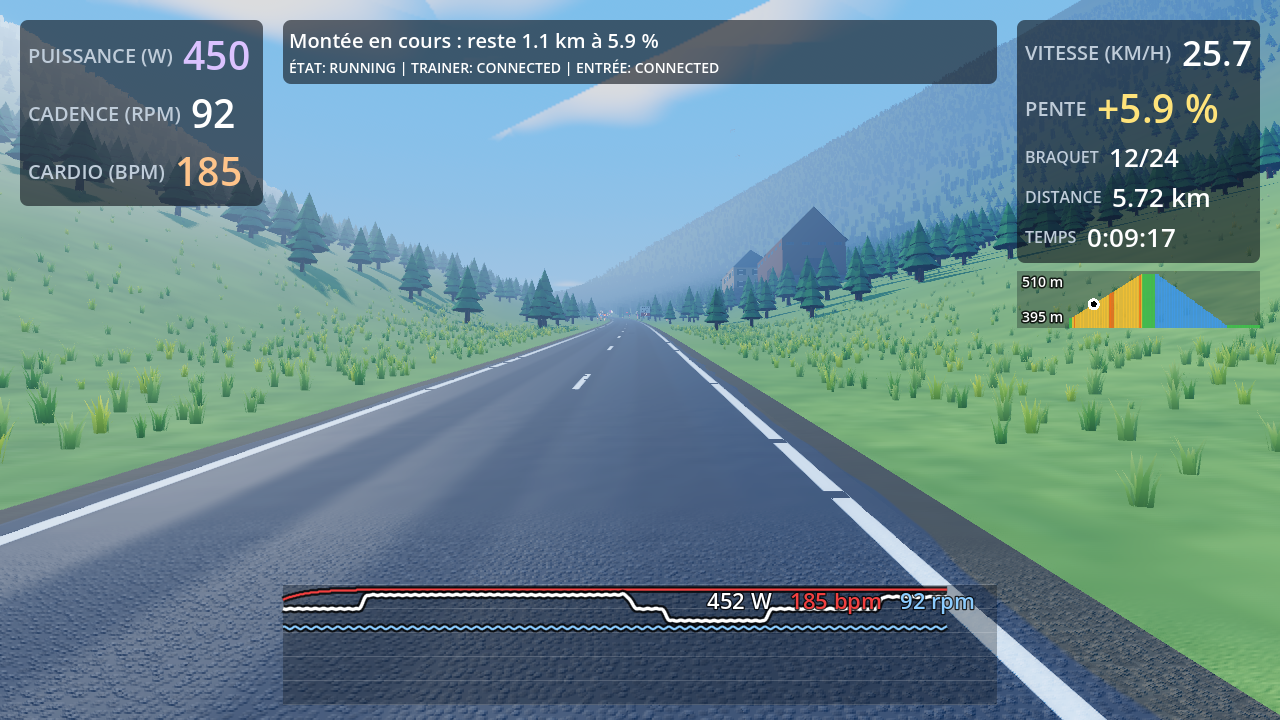 PUISSANCE (W) 450
CADENCE (RPM) 92
CARDIO (BPM) 185
Montée en cours : reste 1.1 km à 5.9 %
ÉTAT: RUNNING | TRAINER: CONNECTED | ENTRÉE: CONNECTED
VITESSE (KM/H) 25.7
PENTE +5.9 %
BRAQUET 12/24
DISTANCE 5.72 km
TEMPS 0:09:17
510 m
395 m
452 W 185 bpm 92 rpm